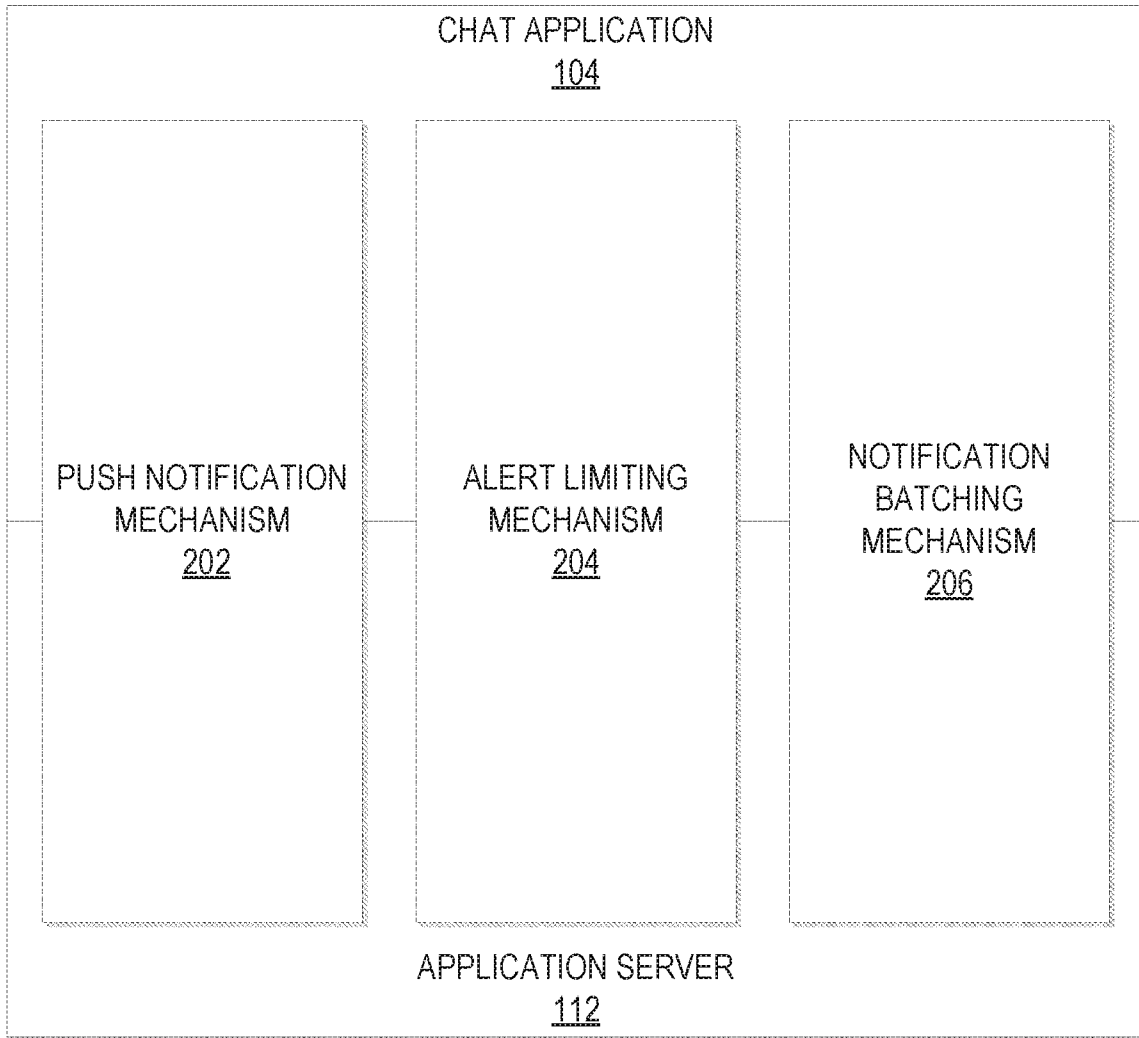 CHAT APPLICATION
104
PUSH NOTIFICATION
MECHANISM
202
ALERT LIMITING
MECHANISM
204
NOTIFICATION
BATCHING
MECHANISM
206
APPLICATION SERVER
112